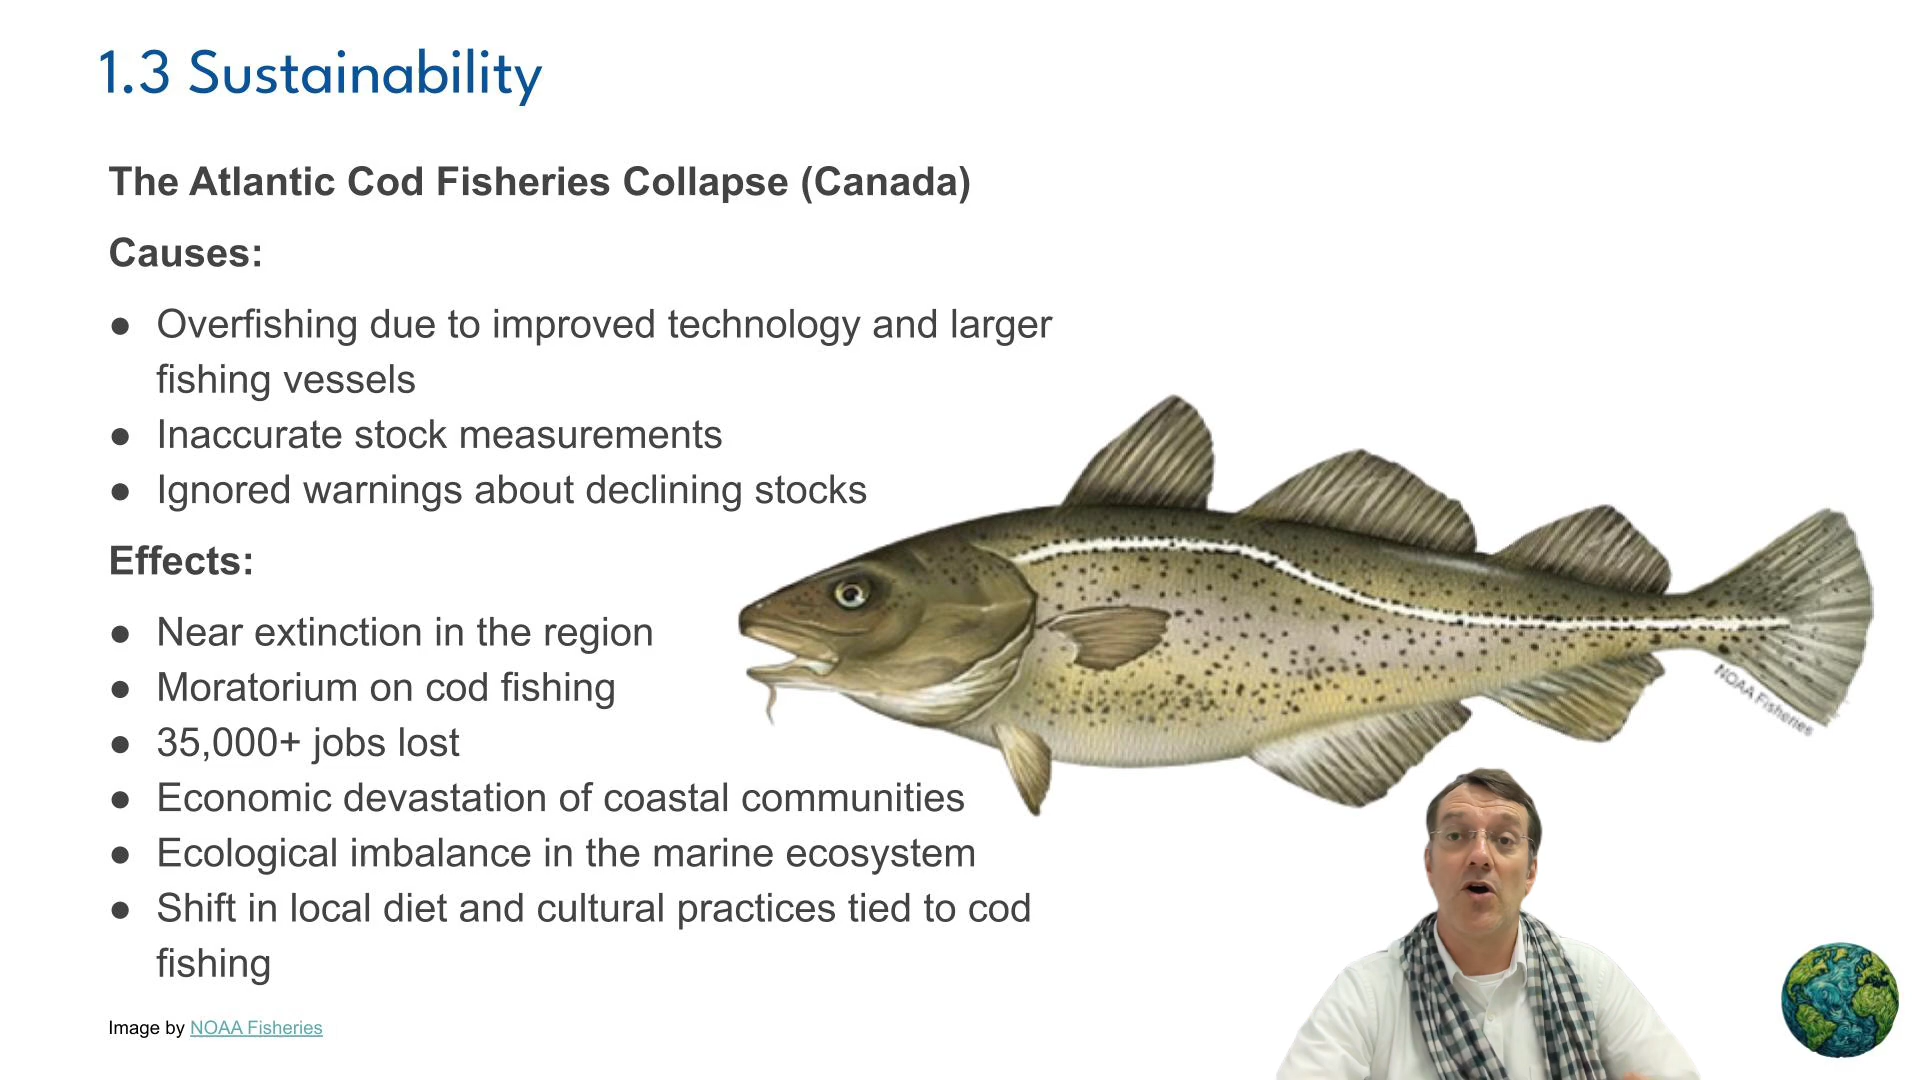 1.3 Sustainability
The Atlantic Cod Fisheries Collapse (Canada)
Causes:
● Overfishing due to improved technology and larger
fishing vessels
● Inaccurate stock measurements
● Ignored warnings about declining stocks
Effects:
● Near extinction in the region
● Moratorium on cod fishing
● 35,000+ jobs lost
● Economic devastation of coastal communities
● Ecological imbalance in the marine ecosystem
● Shift in local diet and cultural practices tied to cod
fishing
NOAA Fisheries
Image by NOAA Fisheries